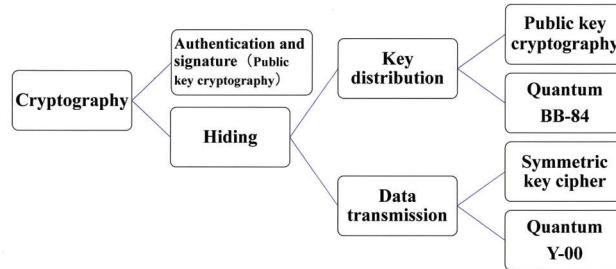 Cryptography
Authentication and
signature（Public
key cryptography）
Hiding
Key
distribution
Data
transmission
Public key
cryptography
Quantum
BB-84
Symmetric
key cipher
Quantum
Y-00